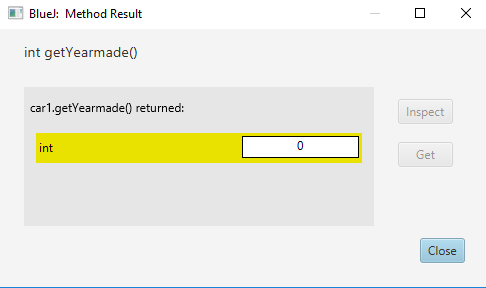 BlueJ:  Method Result
int getYearmade()
car1.getYearmade() returned:
int
0
Inspect
Get
Close